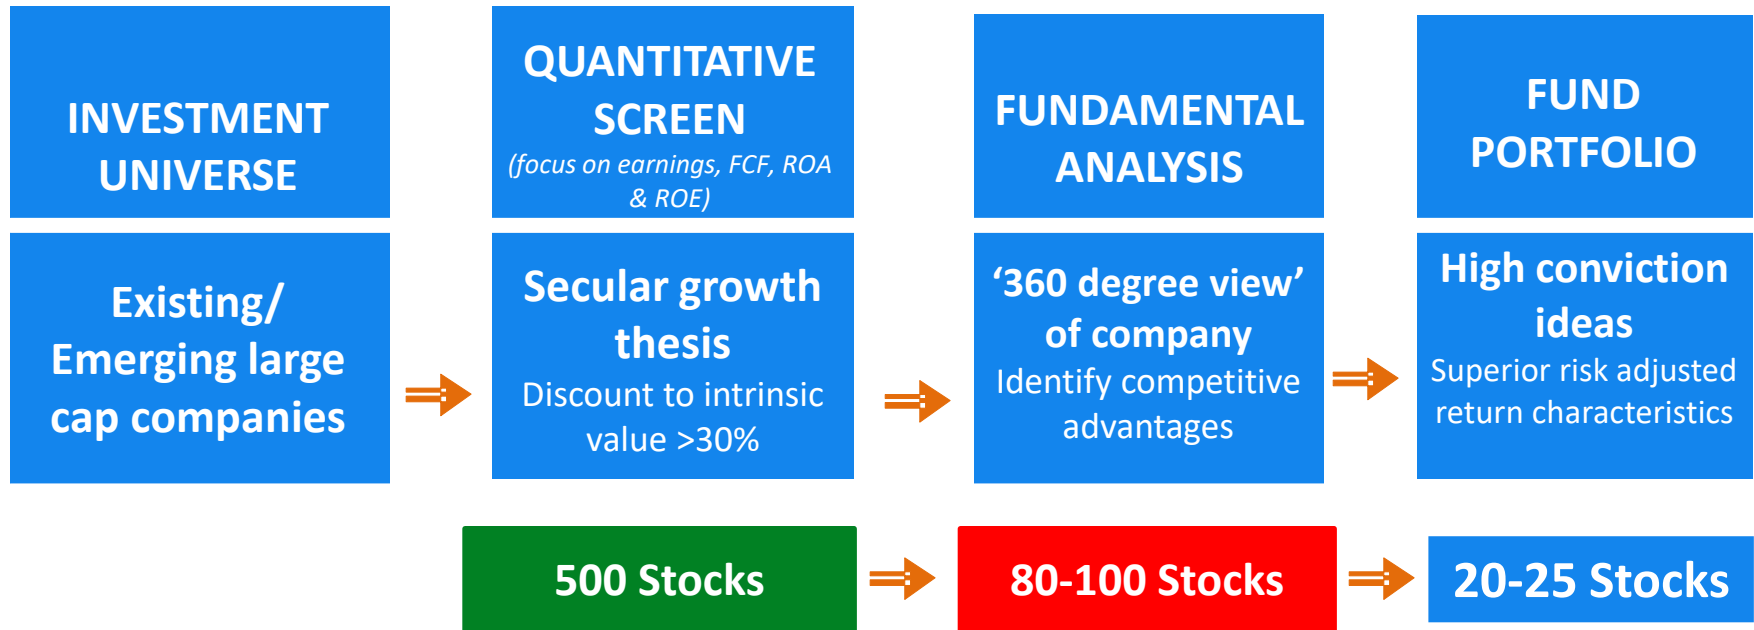 INVESTMENT
UNIVERSE
Existing/
Emerging large
cap companies
QUANTITATIVE
SCREEN
(focus on earnings, FCF, ROA
& ROE)
Secular growth
thesis
Discount to intrinsic
value >30%
500 Stocks
FUNDAMENTAL
ANALYSIS
‘360 degree view’
of company
Identify competitive
advantages
80-100 Stocks
FUND
PORTFOLIO
High conviction
ideas
Superior risk adjusted
return characteristics
20-25 Stocks